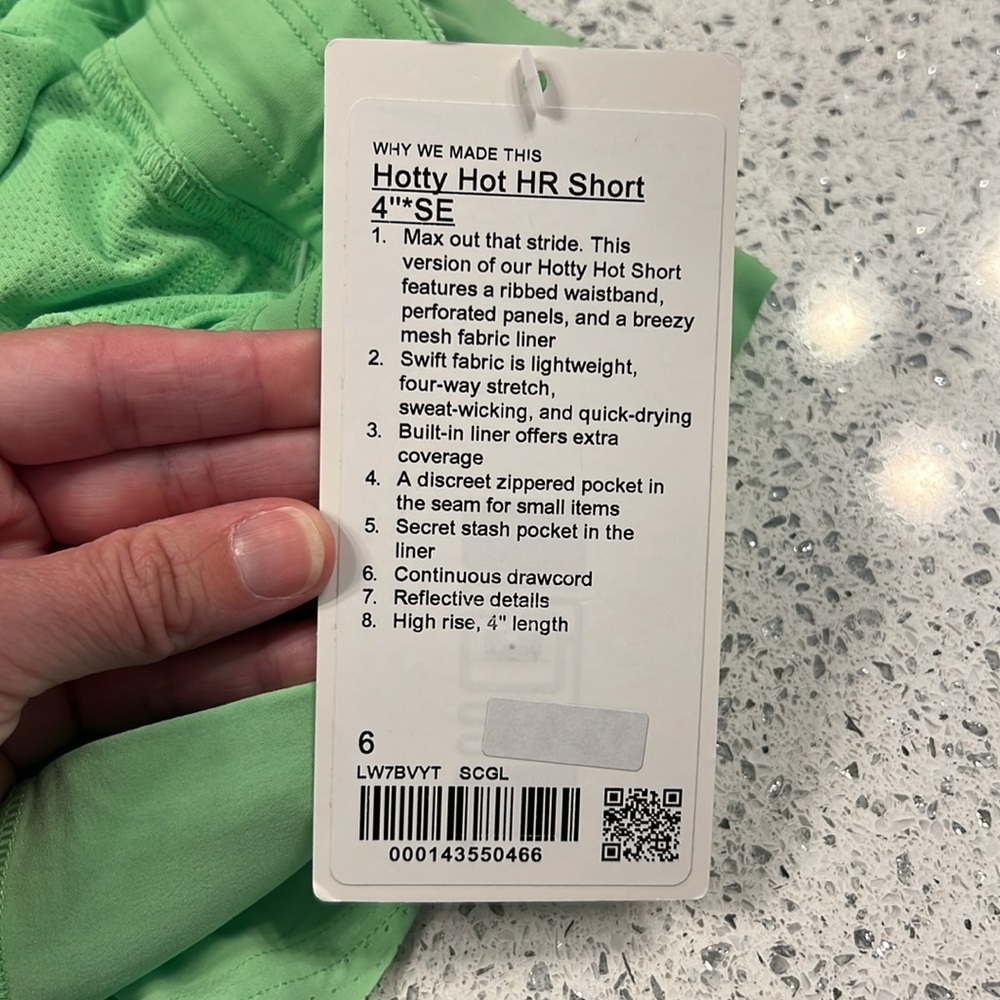 WHY WE MADE THIS
Hotty Hot HR Short
4"*SE
1. Max out that stride. This
version of our Hotty Hot Short
features a ribbed waistband,
perforated panels, and a breezy
mesh fabric liner
2. Swift fabric is lightweight,
four-way stretch,
sweat-wicking, and quick-drying
3. Built-in liner offers extra
coverage
4. A discreet zippered pocket in
the seam for small items
5. Secret stash pocket in the
liner
6. Continuous drawcord
7. Reflective details
8. High rise, 4" length
6
LW7BVYT SCGL
000143550466